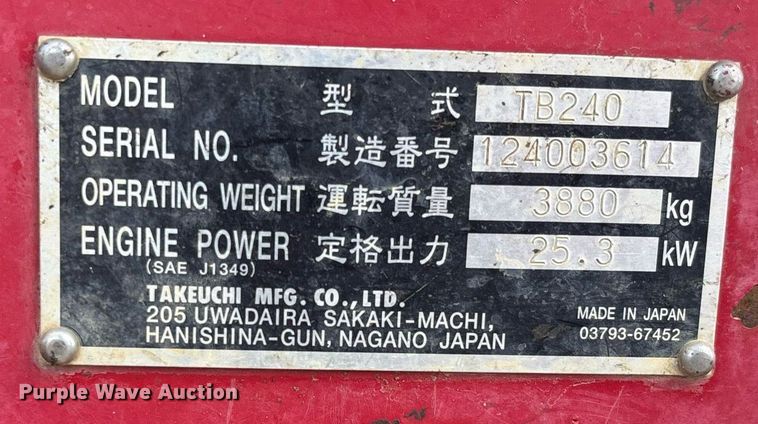 MODEL 型式 TB240
SERIAL NO. 製造番号 124003614
OPERATING WEIGHT 運転質量 3880 kg
ENGINE POWER 定格出力 25.3 kW
(SAE J1349)
TAKEUCHI MFG. CO., LTD.
205 UWADAIRA SAKAKI-MACHI,
HANISHINA-GUN, NAGANO JAPAN
MADE IN JAPAN
03793-67452
Purple Wave Auction